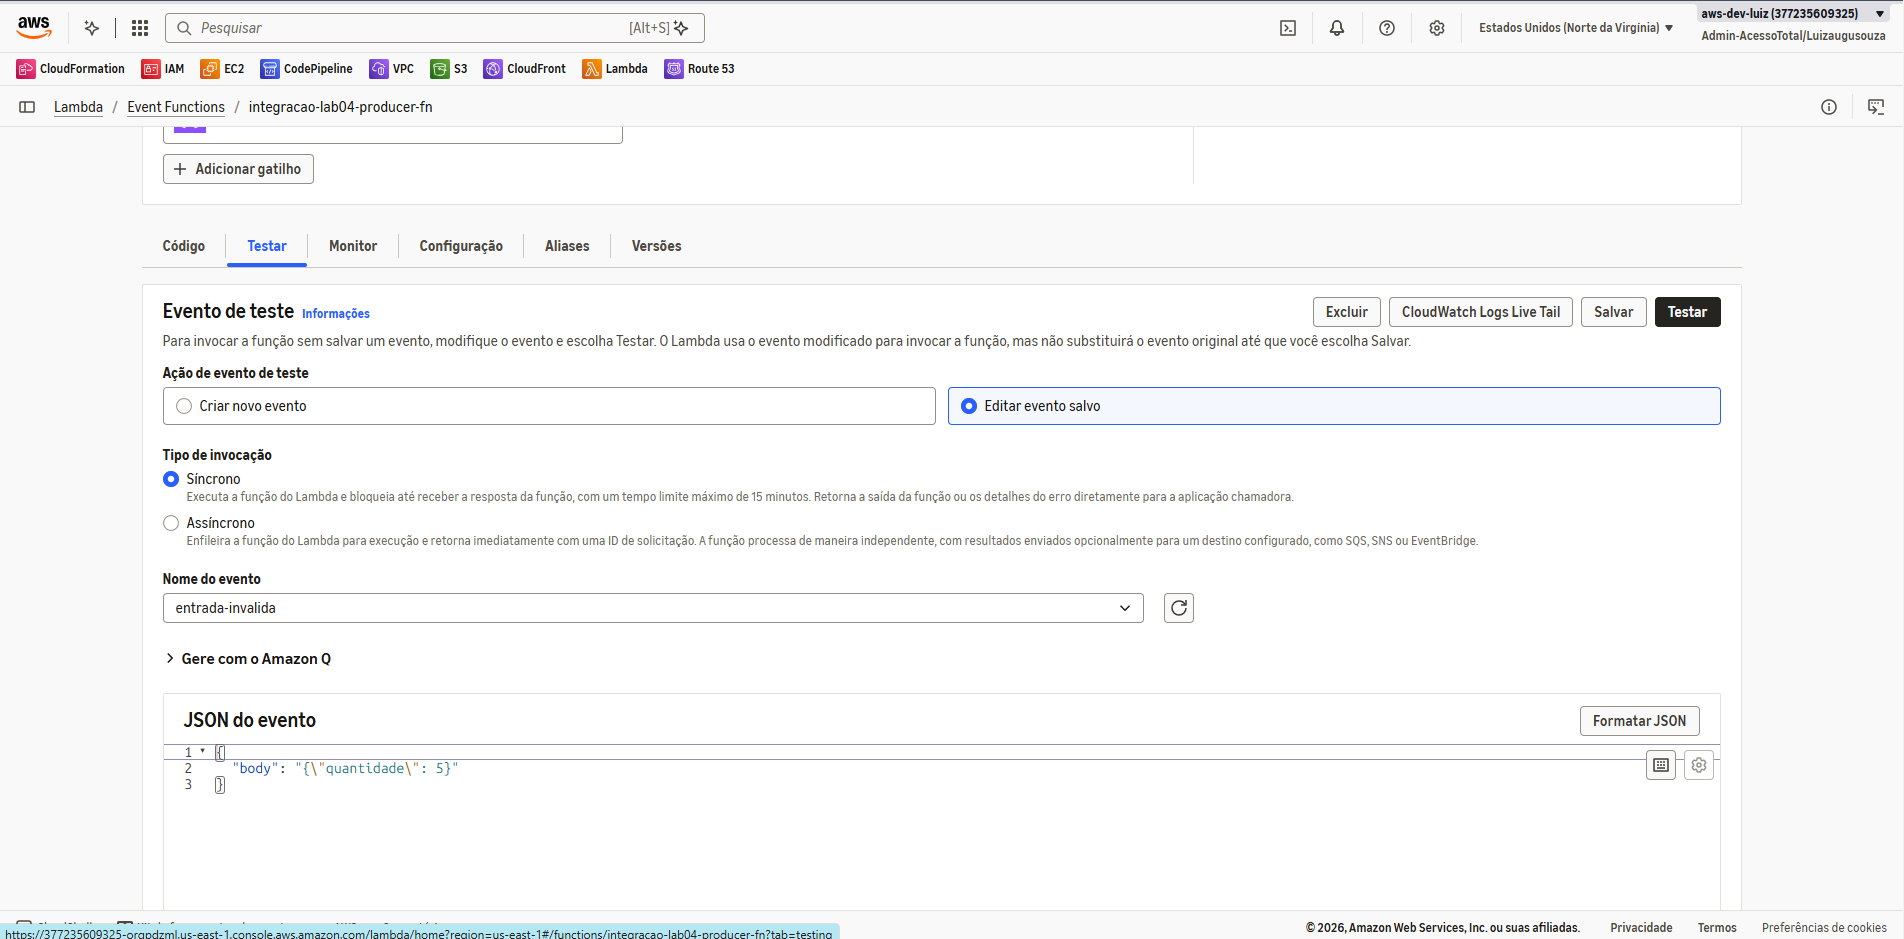 aws
Pesquisar [Alt+S]
Estados Unidos (Norte da Virgínia)
aws-dev-luiz (377235609325)
Admin-AcessoTotal/Luizaugusouza
CloudFormation IAM EC2 CodePipeline VPC S3 CloudFront Lambda Route 53
Lambda / Event Functions / integracao-lab04-producer-fn
Adicionar gatilho
Código Testar Monitor Configuração Aliases Versões
Evento de teste Informações Excluir CloudWatch Logs Live Tail Salvar Testar
Para invocar a função sem salvar um evento, modifique o evento e escolha Testar. O Lambda usa o evento modificado para invocar a função, mas não substituirá o evento original até que você escolha Salvar.
Ação de evento de teste
Criar novo evento Editar evento salvo
Tipo de invocação
Síncrono
Executa a função do Lambda e bloqueia até receber a resposta da função, com um tempo limite máximo de 15 minutos. Retorna a saída da função ou os detalhes do erro diretamente para a aplicação chamadora.
Assíncrono
Enfileira a função do Lambda para execução e retorna imediatamente com uma ID de solicitação. A função processa de maneira independente, com resultados enviados opcionalmente para um destino configurado, como SQS, SNS ou EventBridge.
Nome do evento
entrada-invalida
Gere com o Amazon Q
JSON do evento Formatar JSON
1 {
2 "body": "{\"quantidade\": 5}"
3 }
© 2026, Amazon Web Services, Inc. ou suas afiliadas. Privacidade Termos Preferências de cookies
https://377235609325-orgpdzml.us-east-1.console.aws.amazon.com/lambda/home?region=us-east-1#/functions/integracao-lab04-producer-fn?tab=testing